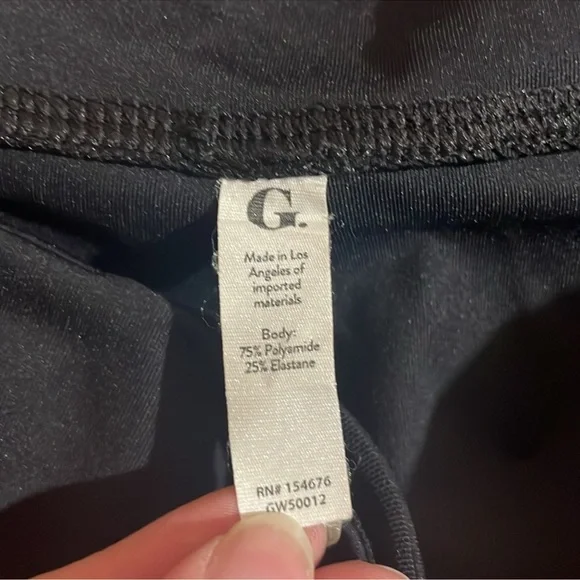 G.
Made in Los
Angeles of
imported
materials
Body:
75% Polyamide
25% Elastane
RN# 154676
GW50012